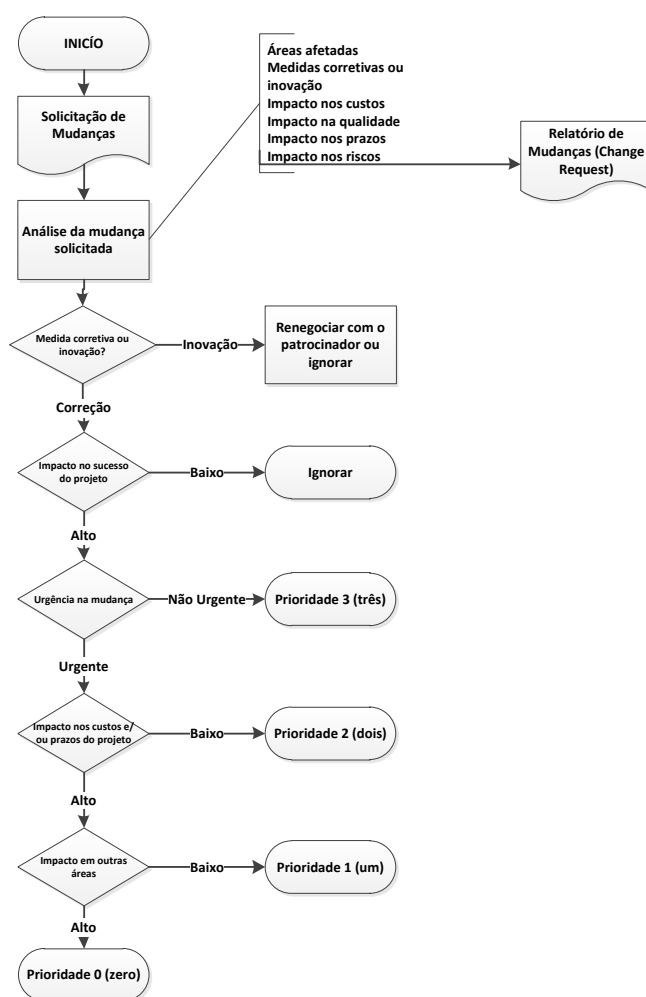 INICÍO
Solicitação de
Mudanças
Áreas afetadas
Medidas corretivas ou
inovação
Impacto nos custos
Impacto na qualidade
Impacto nos prazos
Impacto nos riscos
Relatório de
Mudanças (Change
Request)
Análise da mudança
solicitada
Medida corretiva ou
inovação?
Inovação
Renegociar com o
patrocinador ou
ignorar
Correção
Impacto no sucesso
do projeto
Baixo
Ignorar
Alto
Urgência na mudança
Não Urgente
Prioridade 3 (três)
Urgente
Impacto nos custos e/
ou prazos do projeto
Baixo
Prioridade 2 (dois)
Alto
Impacto em outras
áreas
Baixo
Prioridade 1 (um)
Alto
Prioridade 0 (zero)